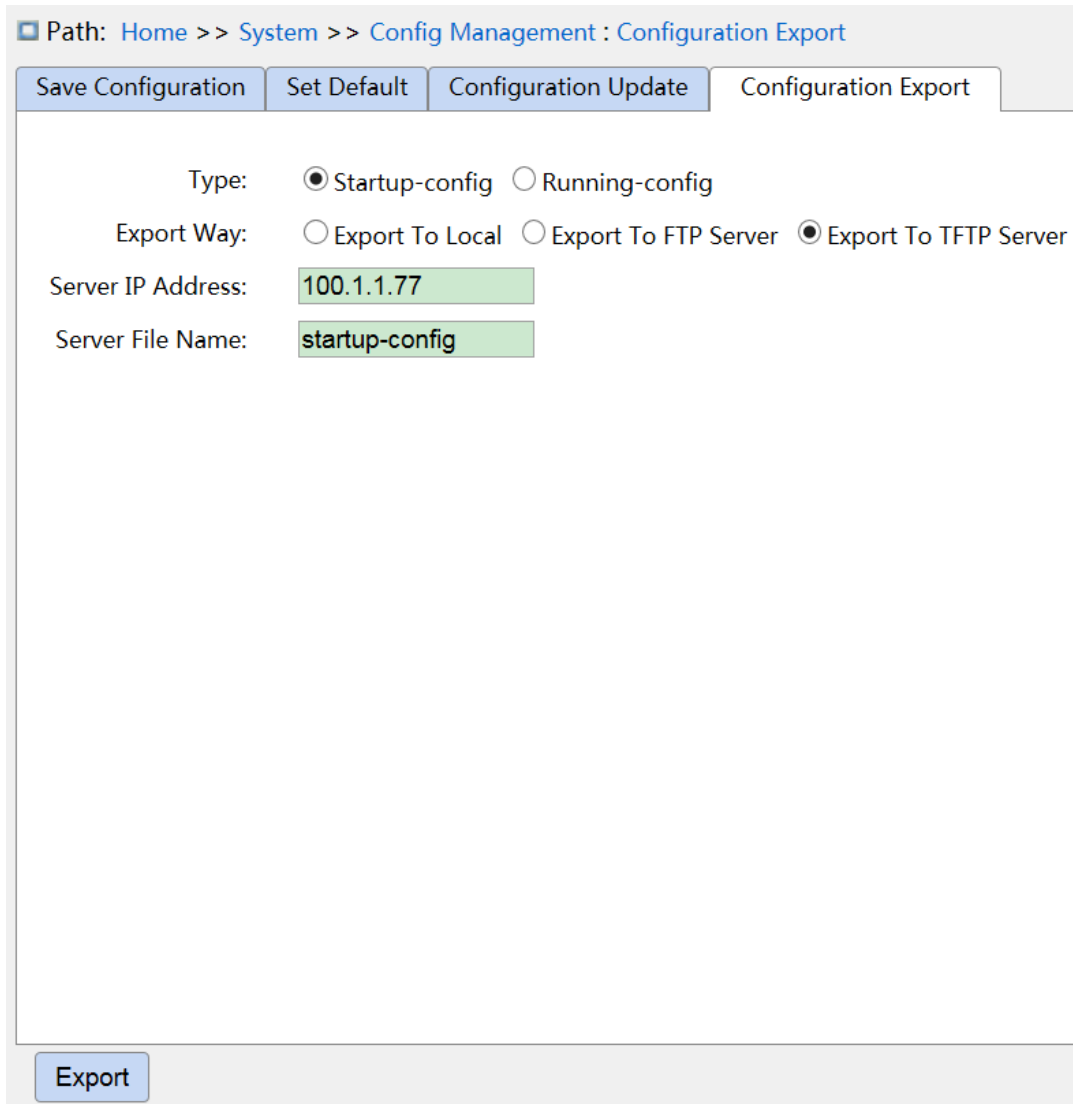 Path: Home >> System >> Config Management : Configuration Export
Save Configuration Set Default Configuration Update Configuration Export
Type: Startup-config Running-config
Export Way: Export To Local Export To FTP Server Export To TFTP Server
Server IP Address: 100.1.1.77
Server File Name: startup-config
Export